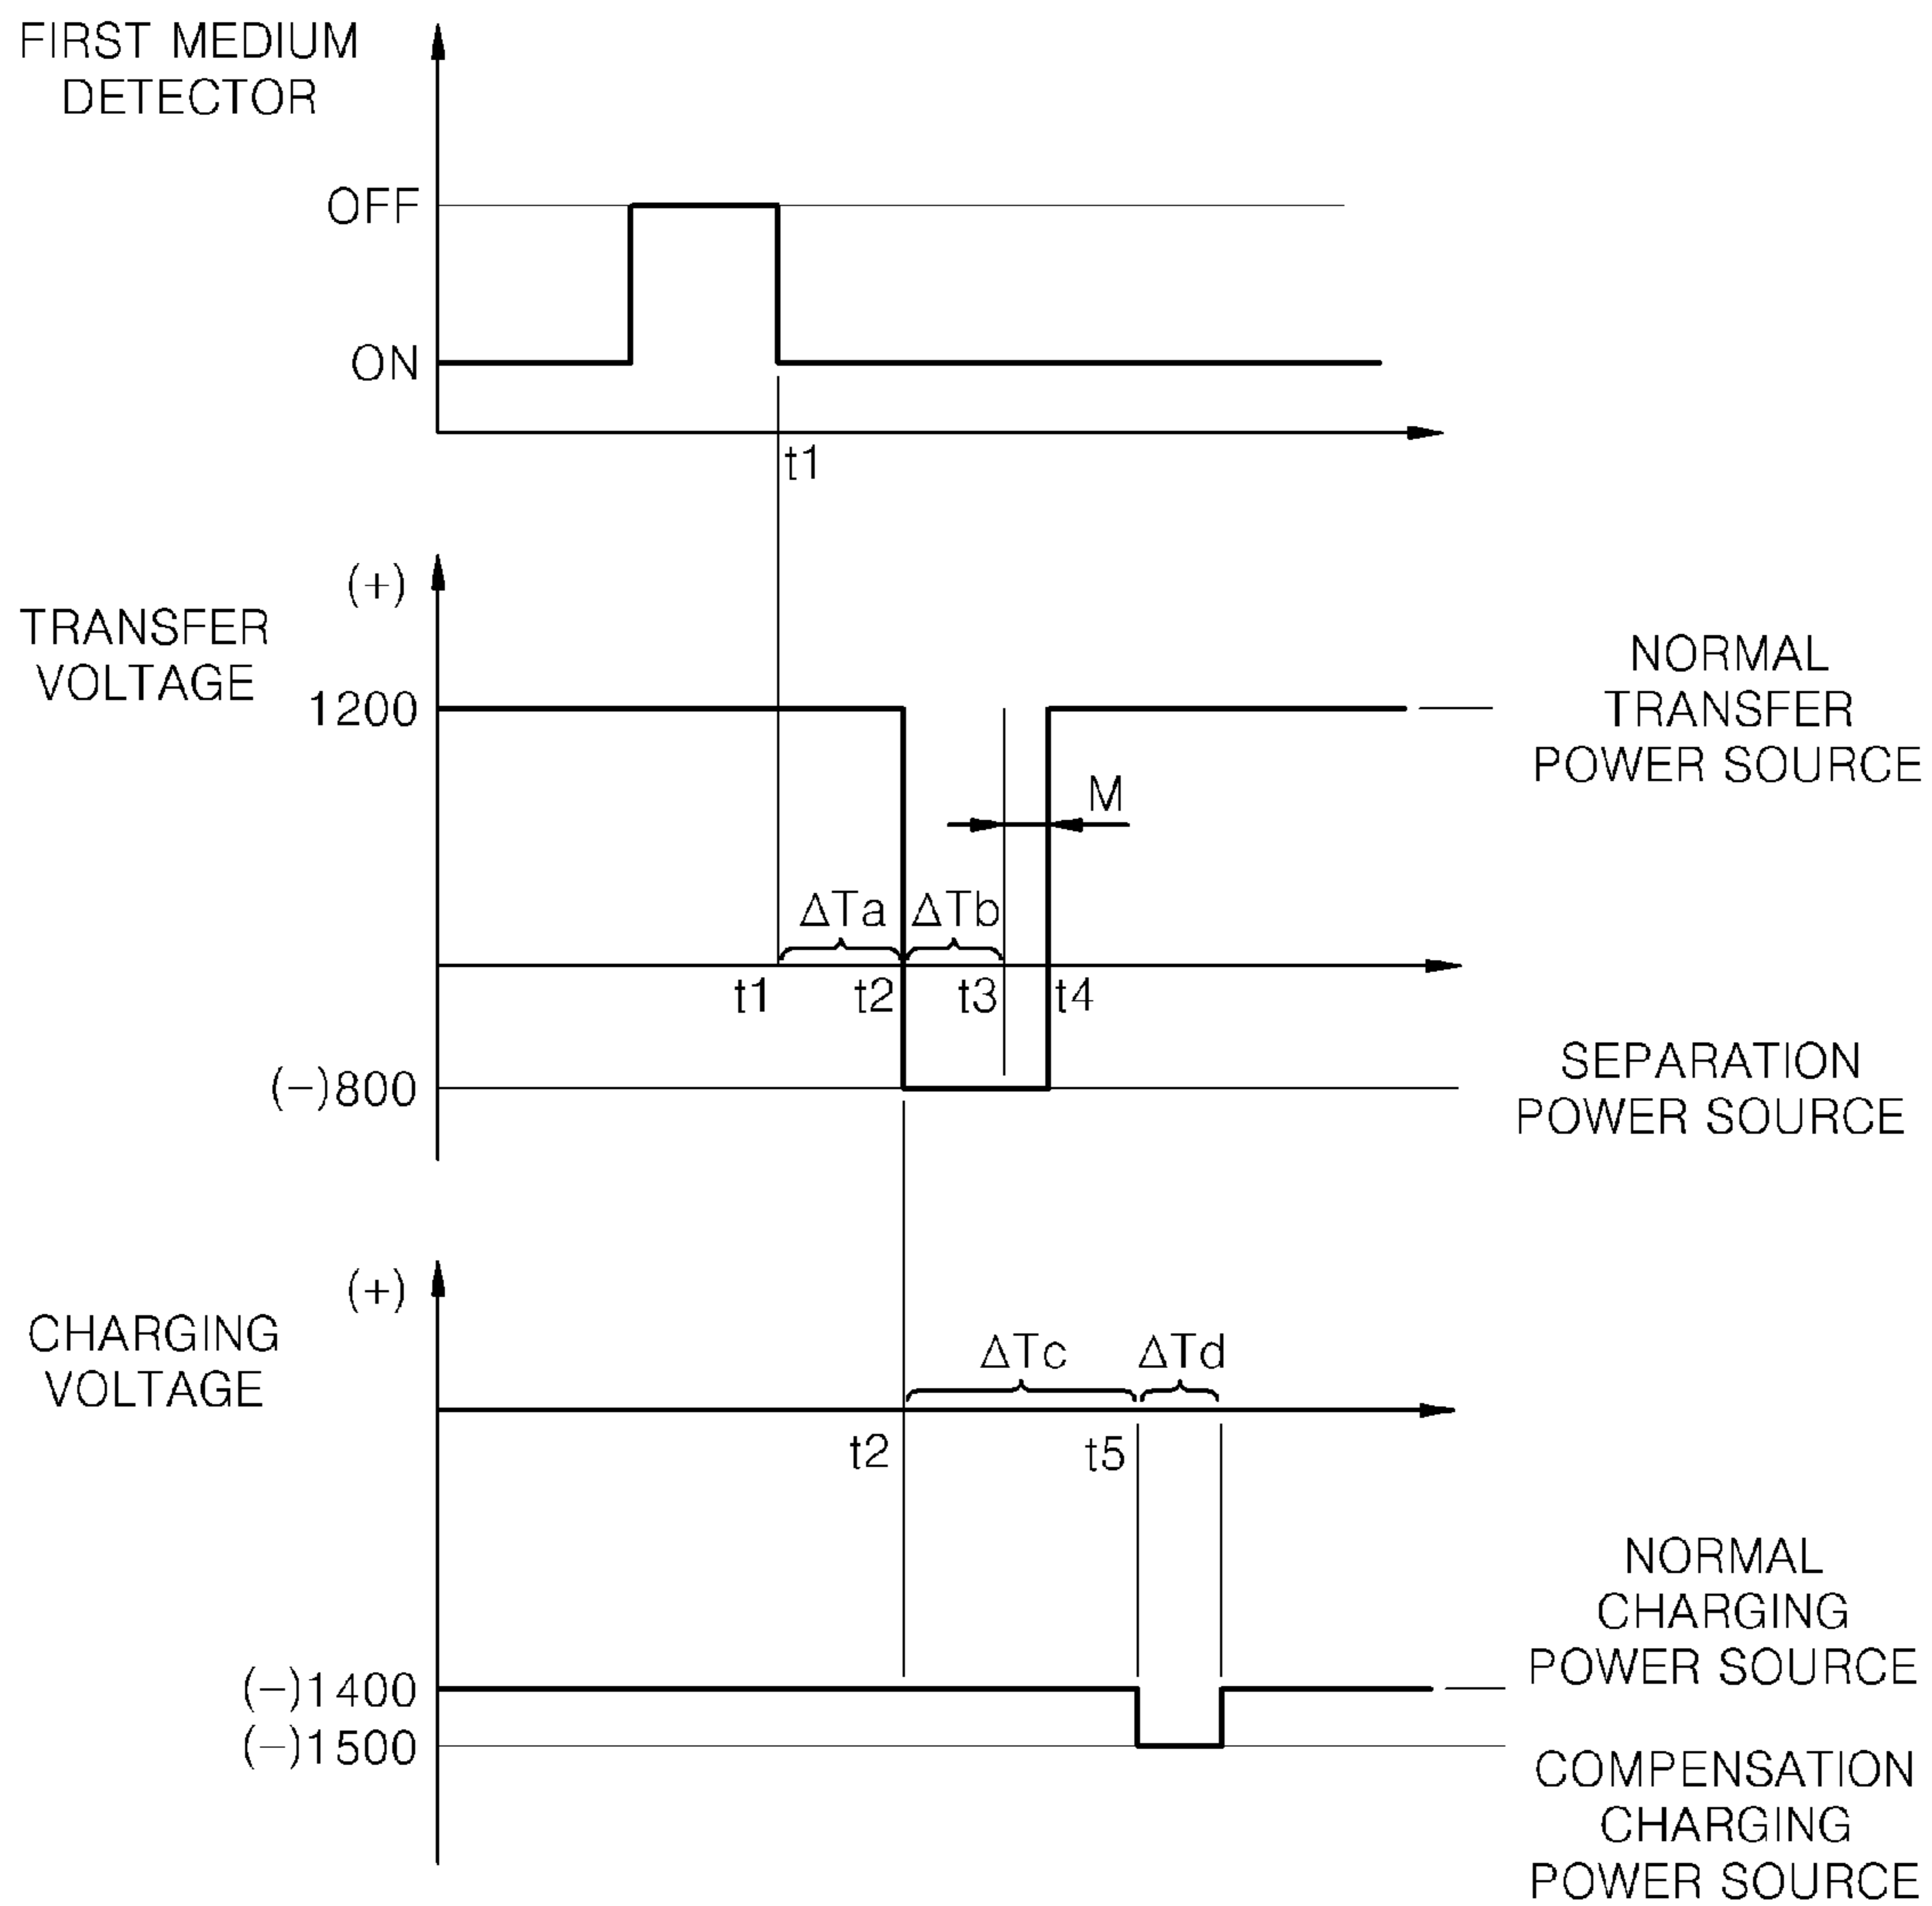 FIRST MEDIUM
DETECTOR
OFF
ON
t1
(+)
TRANSFER
VOLTAGE
1200
NORMAL
TRANSFER
POWER SOURCE
M
ΔTa
ΔTb
t1
t2
t3
t4
(−)800
SEPARATION
POWER SOURCE
(+)
CHARGING
VOLTAGE
ΔTc
ΔTd
t2
t5
NORMAL
CHARGING
POWER SOURCE
(−)1400
(−)1500
COMPENSATION
CHARGING
POWER SOURCE